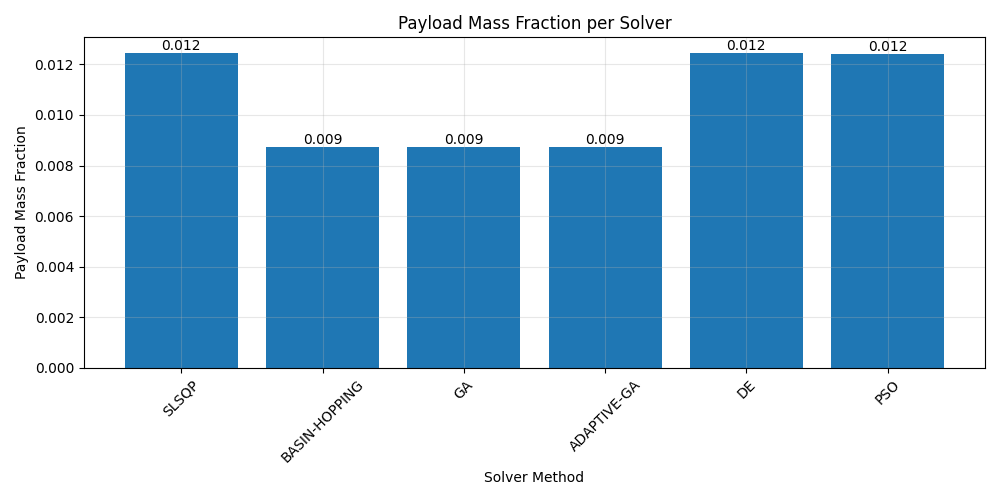 Payload Mass Fraction per Solver
0.012
0.009
0.009
0.009
0.012
0.012
Payload Mass Fraction
0.012
0.010
0.008
0.006
0.004
0.002
0.000
SLSQP
BASIN-HOPPING
GA
ADAPTIVE-GA
DE
PSO
Solver Method